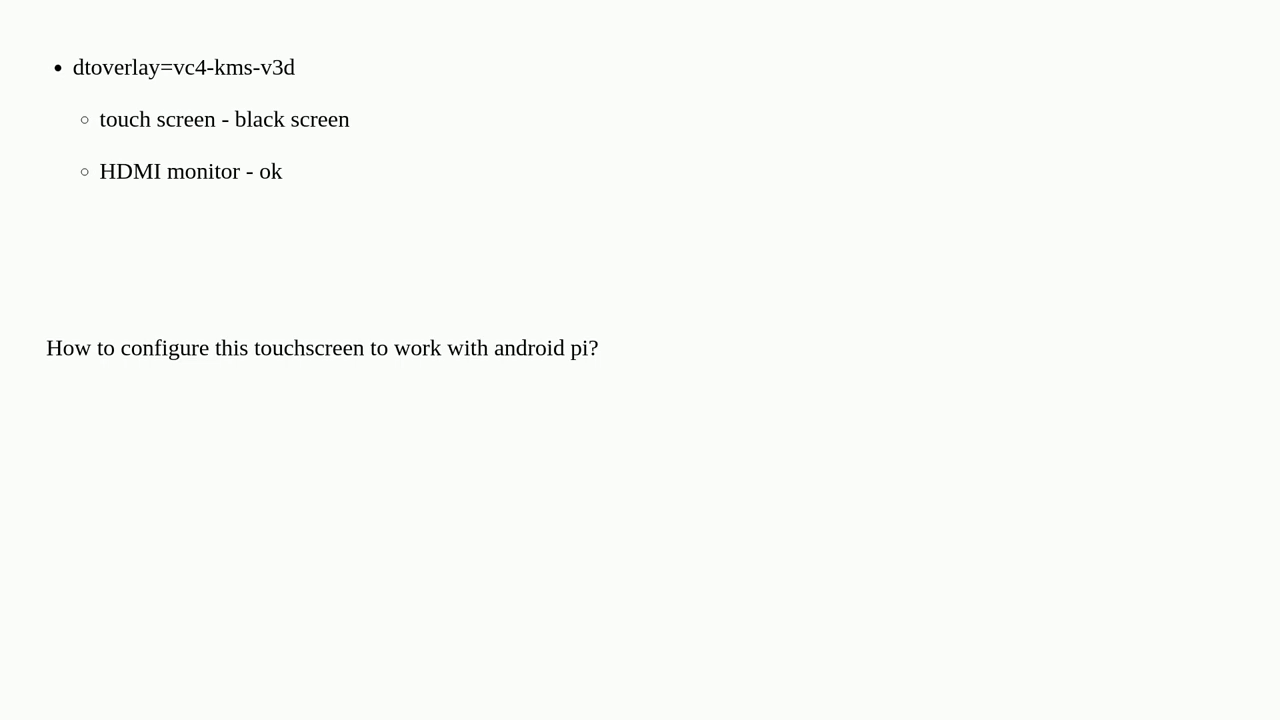 dtoverlay=vc4-kms-v3d
touch screen - black screen
HDMI monitor - ok
How to configure this touchscreen to work with android pi?